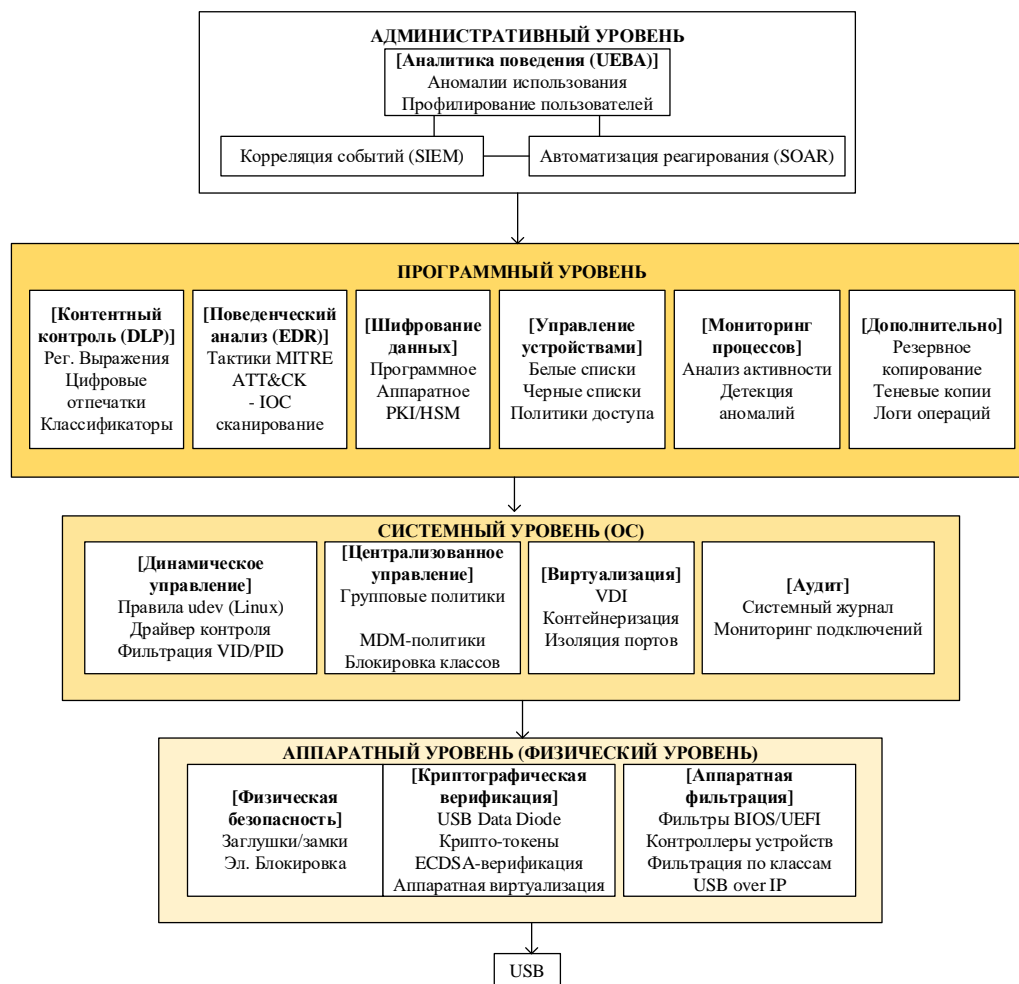 АДМИНИСТРАТИВНЫЙ УРОВЕНЬ
[Аналитика поведения (UEBA)]
Аномалии использования
Профилирование пользователей
Корреляция событий (SIEM)
Автоматизация реагирования (SOAR)
ПРОГРАММНЫЙ УРОВЕНЬ
[Контентный
контроль (DLP)]
Рег. Выражения
Цифровые
отпечатки
Классификаторы
[Поведенческий
анализ (EDR)]
Тактики MITRE
ATT&CK
- IOC
сканирование
[Шифрование
данных]
Программное
Аппаратное
PKI/HSM
[Управление
устройствами]
Белые списки
Черные списки
Политики доступа
[Мониторинг
процессов]
Анализ активности
Детекция
аномалий
[Дополнительно]
Резервное
копирование
Теневые копии
Логи операций
СИСТЕМНЫЙ УРОВЕНЬ (ОС)
[Динамическое
управление]
Правила udev (Linux)
Драйвер контроля
Фильтрация VID/PID
[Централизованное
управление]
Групповые политики
MDM-политики
Блокировка классов
[Виртуализация]
VDI
Контейнеризация
Изоляция портов
[Аудит]
Системный журнал
Мониторинг подключений
АППАРАТНЫЙ УРОВЕНЬ (ФИЗИЧЕСКИЙ УРОВЕНЬ)
[Физическая
безопасность]
Заглушки/замки
Эл. Блокировка
[Криптографическая
верификация]
USB Data Diode
Крипто-токены
ECDSA-верификация
Аппаратная виртуализация
[Аппаратная
фильтрация]
Фильтры BIOS/UEFI
Контроллеры устройств
Фильтрация по классам
USB over IP
USB